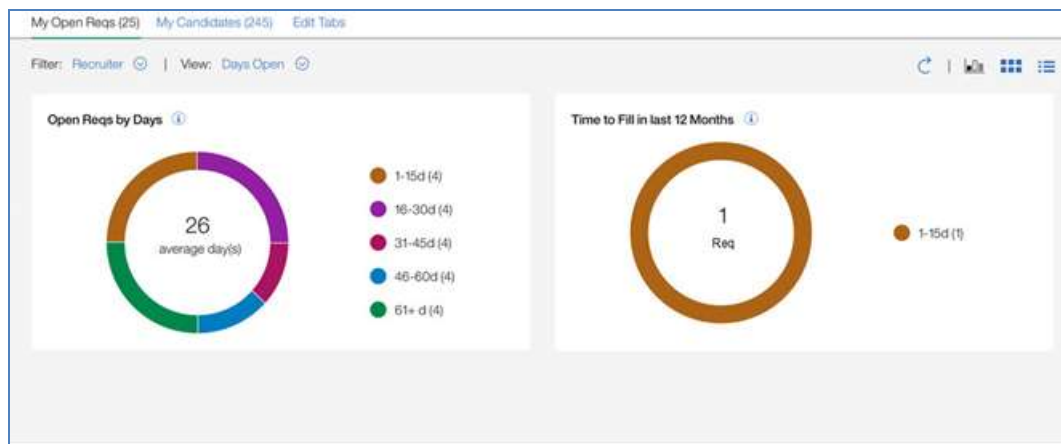 My Open Reqs (25) My Candidates (245) Edit Tabs
Filter: Recruiter | View: Days Open
Open Reqs by Days
26
average day(s)
1-15d (4)
16-30d (4)
31-45d (4)
46-60d (4)
61+ d (4)
Time to Fill in last 12 Months
1
Req
1-15d (1)